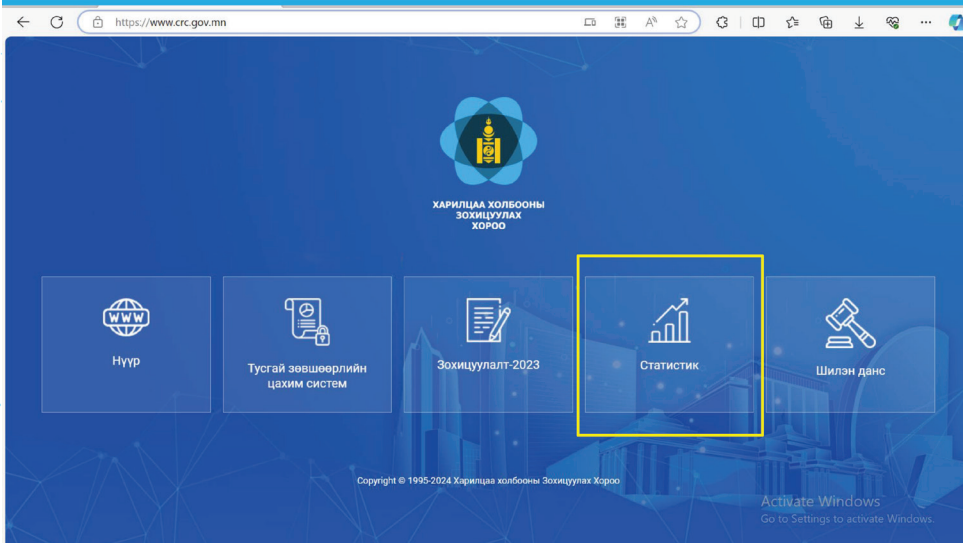 https://www.crc.gov.mn
ХАРИЛЦАА ХОЛБООНЫ
ЗОХИЦУУЛАХ
ХОРОО
WWW
Нүүр
Тусгай зөвшөөрлийн
цахим систем
Зохицуулалт-2023
Статистик
Шилэн данс
Copyright © 1995-2024 Харилцаа холбооны Зохицуулах Хороо
Activate Windows
Go to Settings to activate Windows.